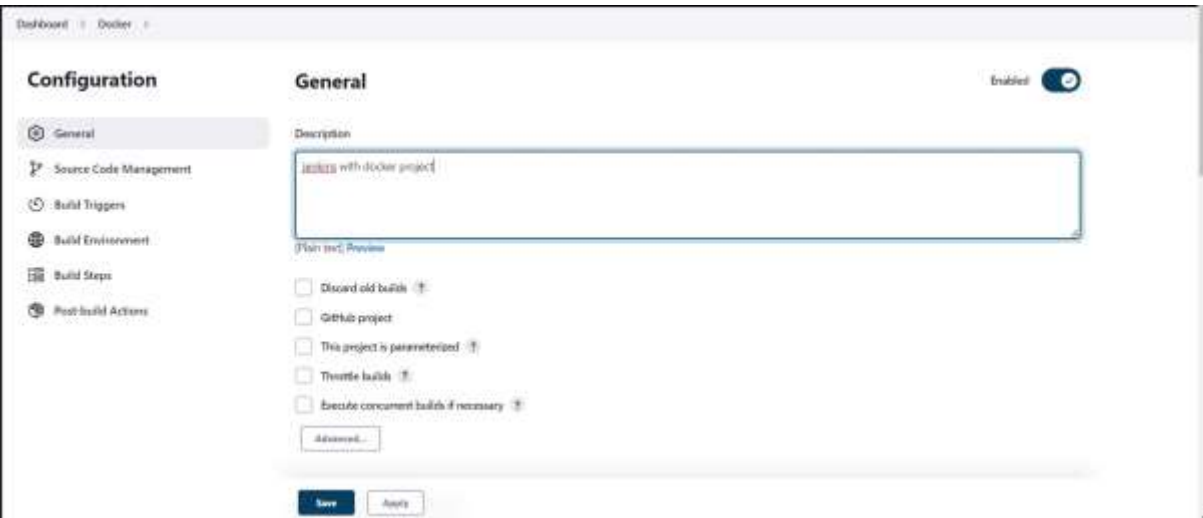 Dashboard > Docker >
Configuration
General
Source Code Management
Build Triggers
Build Environment
Build Steps
Post-build Actions
General
Enabled
Description
jenkins with docker project
[Plain text] Preview
Discard old builds ?
GitHub project
This project is parameterized ?
Throttle builds ?
Execute concurrent builds if necessary ?
Advanced...
Save
Apply